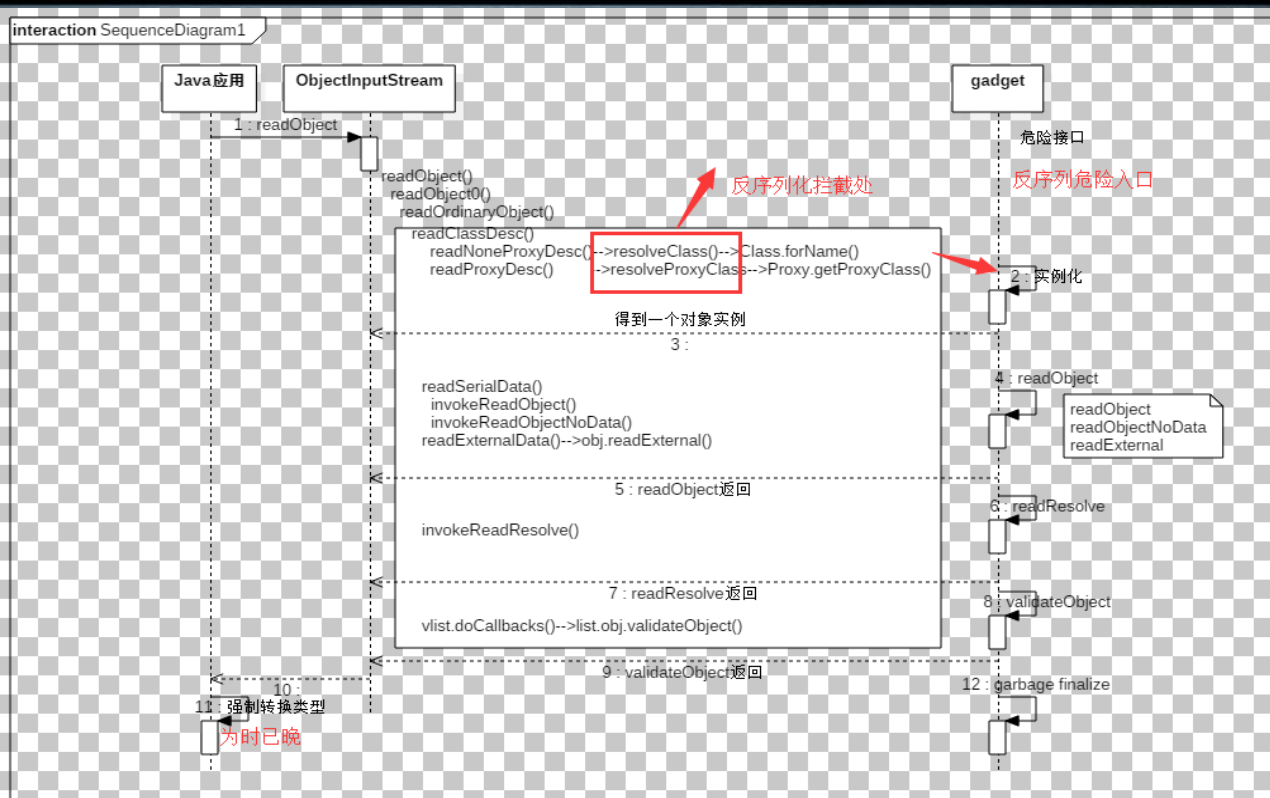 interaction SequenceDiagram1
Java应用
ObjectInputStream
gadget
1 : readObject
危险接口
反序列危险入口
反序列化拦截处
readObject()
readObject0()
readOrdinaryObject()
readClassDesc()
readNoneProxyDesc()-->resolveClass()-->Class.forName()
readProxyDesc() -->resolveProxyClass-->Proxy.getProxyClass()
2 : 实例化
得到一个对象实例
3 :
4 : readObject
readObject
readObjectNoData
readExternal
readSerialData()
invokeReadObject()
invokeReadObjectNoData()
readExternalData()-->obj.readExternal()
5 : readObject返回
6 : readResolve
invokeReadResolve()
7 : readResolve返回
8 : validateObject
vlist.doCallbacks()-->list.obj.validateObject()
9 : validateObject返回
10 :
12 : garbage finalize
11 : 强制转换类型
为时已晚